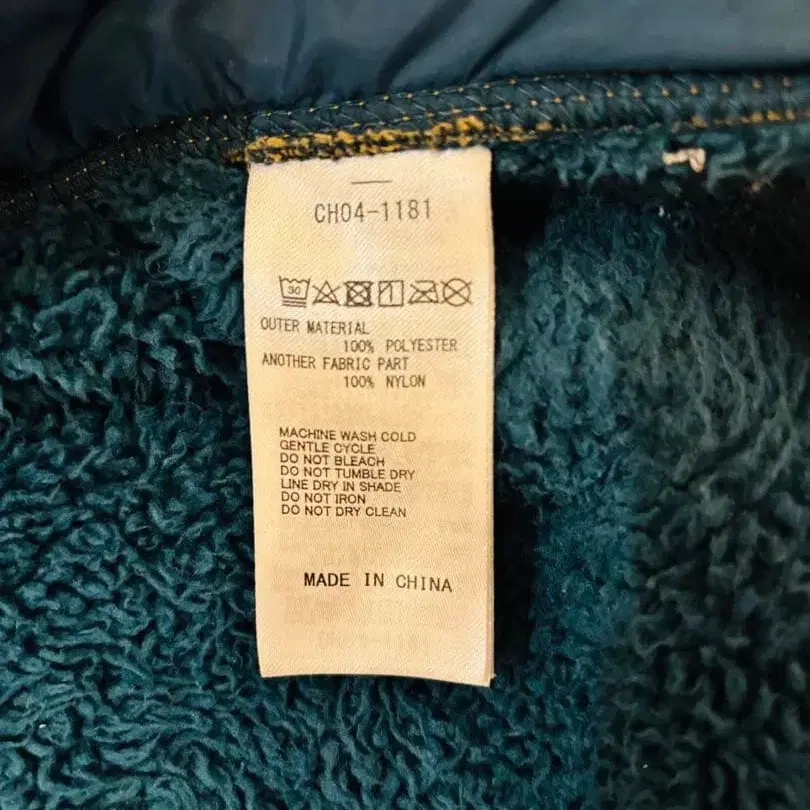 CH04-1181
30
OUTER MATERIAL
100% POLYESTER
ANOTHER FABRIC PART
100% NYLON
MACHINE WASH COLD
GENTLE CYCLE
DO NOT BLEACH
DO NOT TUMBLE DRY
LINE DRY IN SHADE
DO NOT IRON
DO NOT DRY CLEAN
MADE IN CHINA